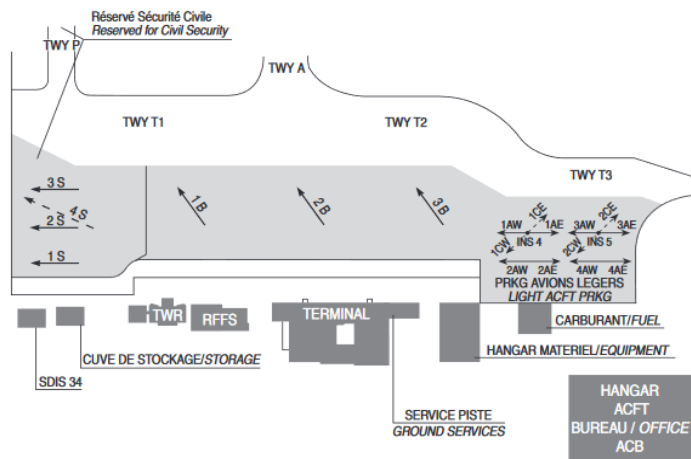 Réservé Sécurité Civile
Reserved for Civil Security
TWY P
TWY A
TWY T1
TWY T2
TWY T3
3 S
4 S
2 S
1 S
1 B
2 B
3 B
1CE
2CE
1AW
1AE
3AW
3AE
INS 4
INS 5
1CW
2CW
2AW
2AE
4AW
4AE
PRKG AVIONS LEGERS
LIGHT ACFT PRKG
TWR
RFFS
TERMINAL
CARBURANT/FUEL
CUVE DE STOCKAGE/STORAGE
HANGAR MATERIEL/EQUIPMENT
SDIS 34
SERVICE PISTE
GROUND SERVICES
HANGAR
ACFT
BUREAU / OFFICE
ACB